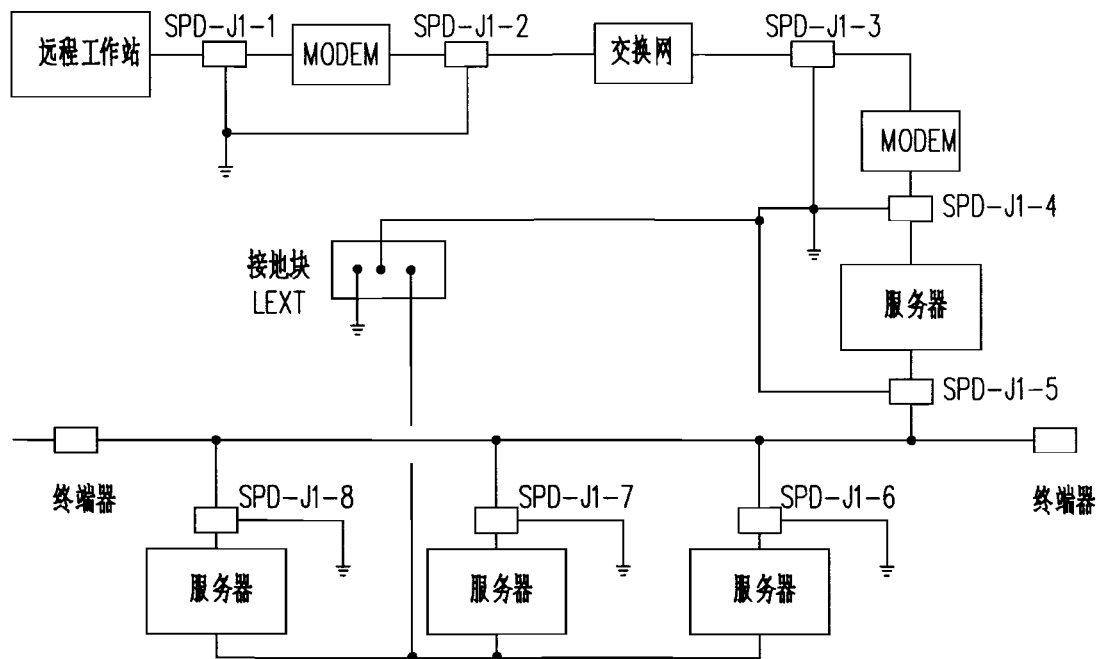 SPD-J1-1
SPD-J1-2
SPD-J1-3
远程工作站
MODEM
交换网
MODEM
SPD-J1-4
接地块
LEXT
服务器
SPD-J1-5
终端器
SPD-J1-8
SPD-J1-7
SPD-J1-6
终端器
服务器
服务器
服务器